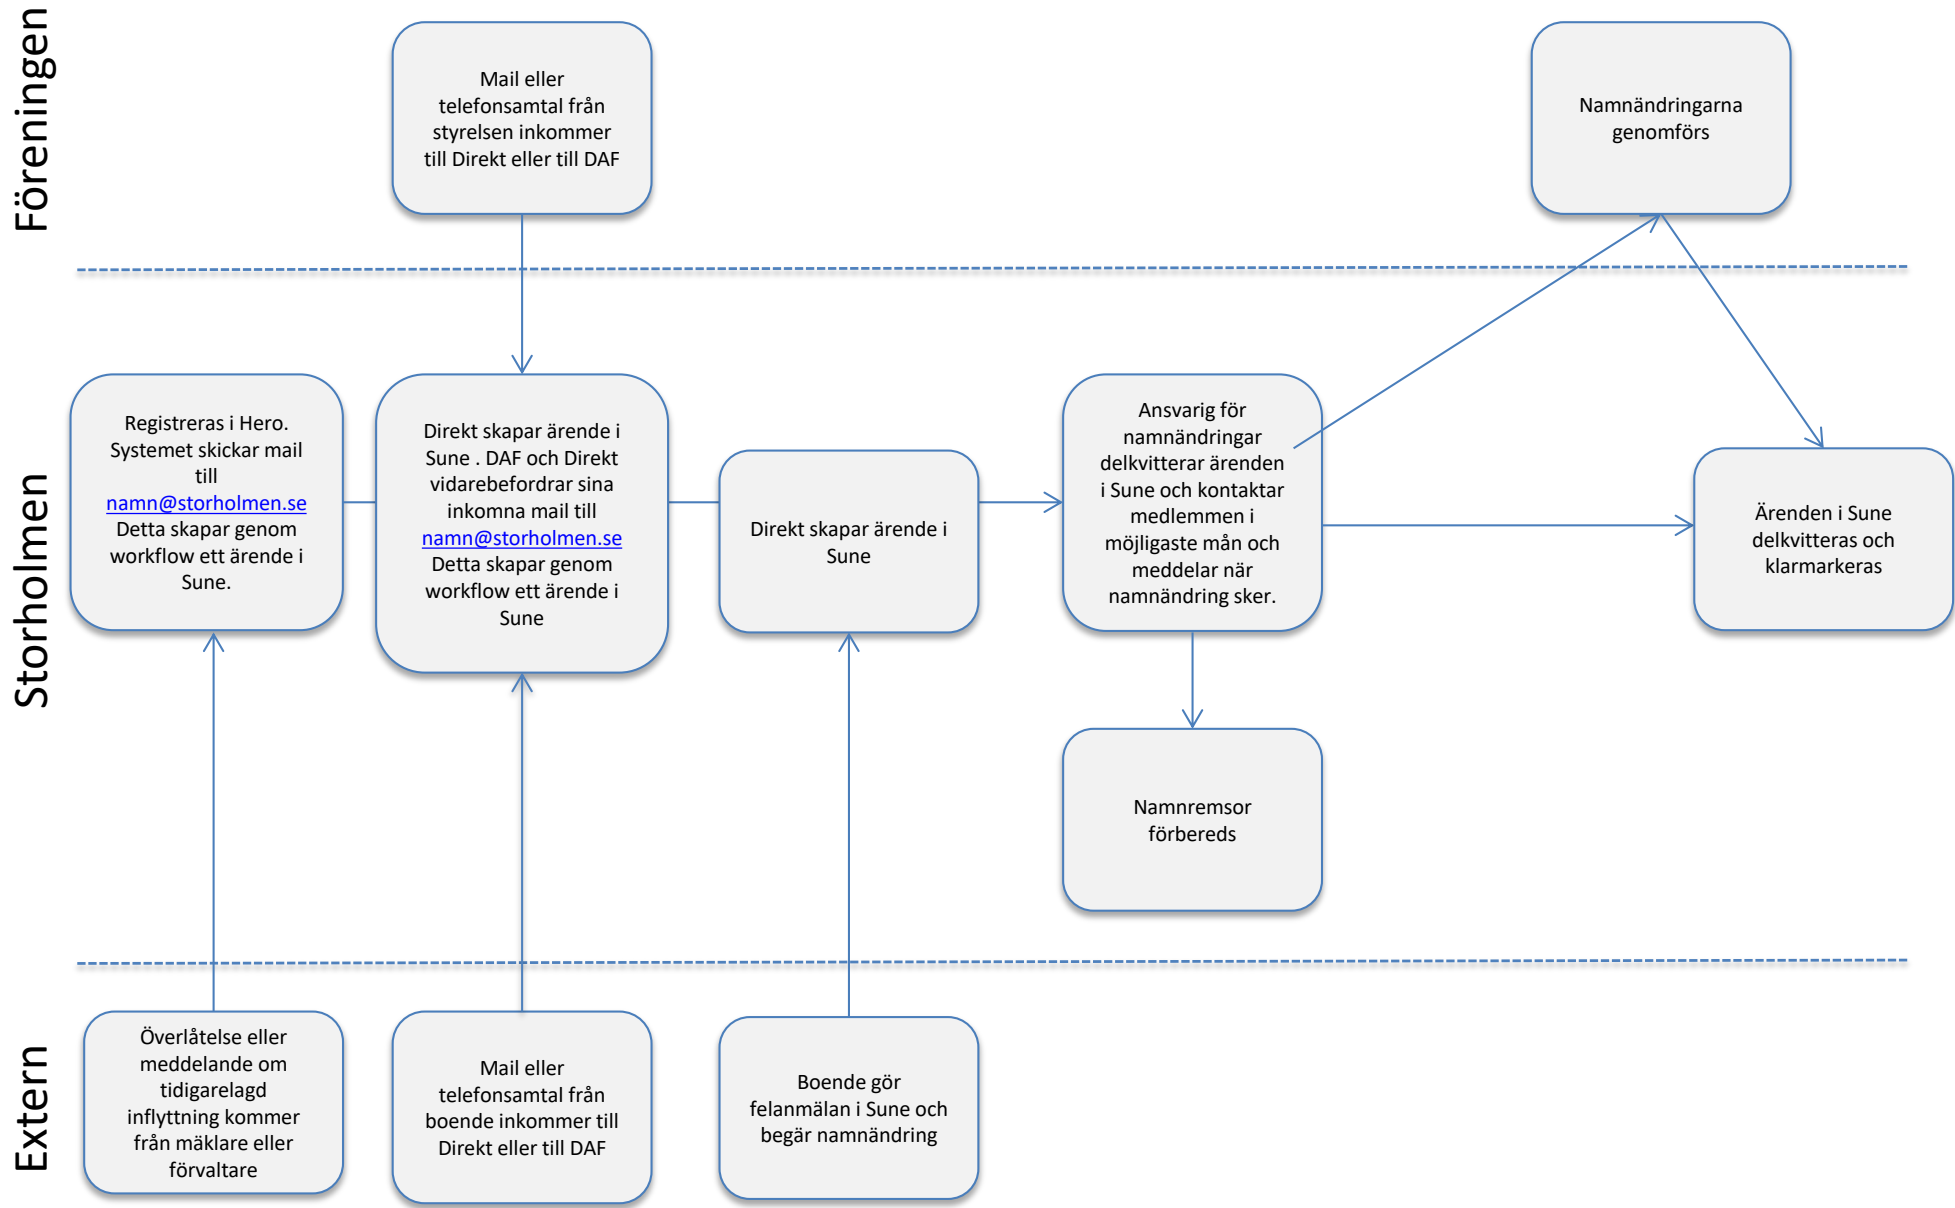 Föreningen
Mail eller
telefonsamtal från
styrelsen inkommer
till Direkt eller till DAF
Namnändringarna
genomförs
Storholmen
Registreras i Hero.
Systemet skickar mail
till
namn@storholmen.se
Detta skapar genom
workflow ett ärende i
Sune.
Direkt skapar ärende i
Sune . DAF och Direkt
vidarebefordrar sina
inkomna mail till
namn@storholmen.se
Detta skapar genom
workflow ett ärende i
Sune
Direkt skapar ärende i
Sune
Ansvarig för
namnändringar
delkvitterar ärenden
i Sune och kontaktar
medlemmen i
möjligaste mån och
meddelar när
namnändring sker.
Ärenden i Sune
delkvitteras och
klarmarkeras
Namnremsor
förbereds
Extern
Överlåtelse eller
meddelande om
tidigarelagd
inflyttning kommer
från mäklare eller
förvaltare
Mail eller
telefonsamtal från
boende inkommer till
Direkt eller till DAF
Boende gör
felanmälan i Sune och
begär namnändring